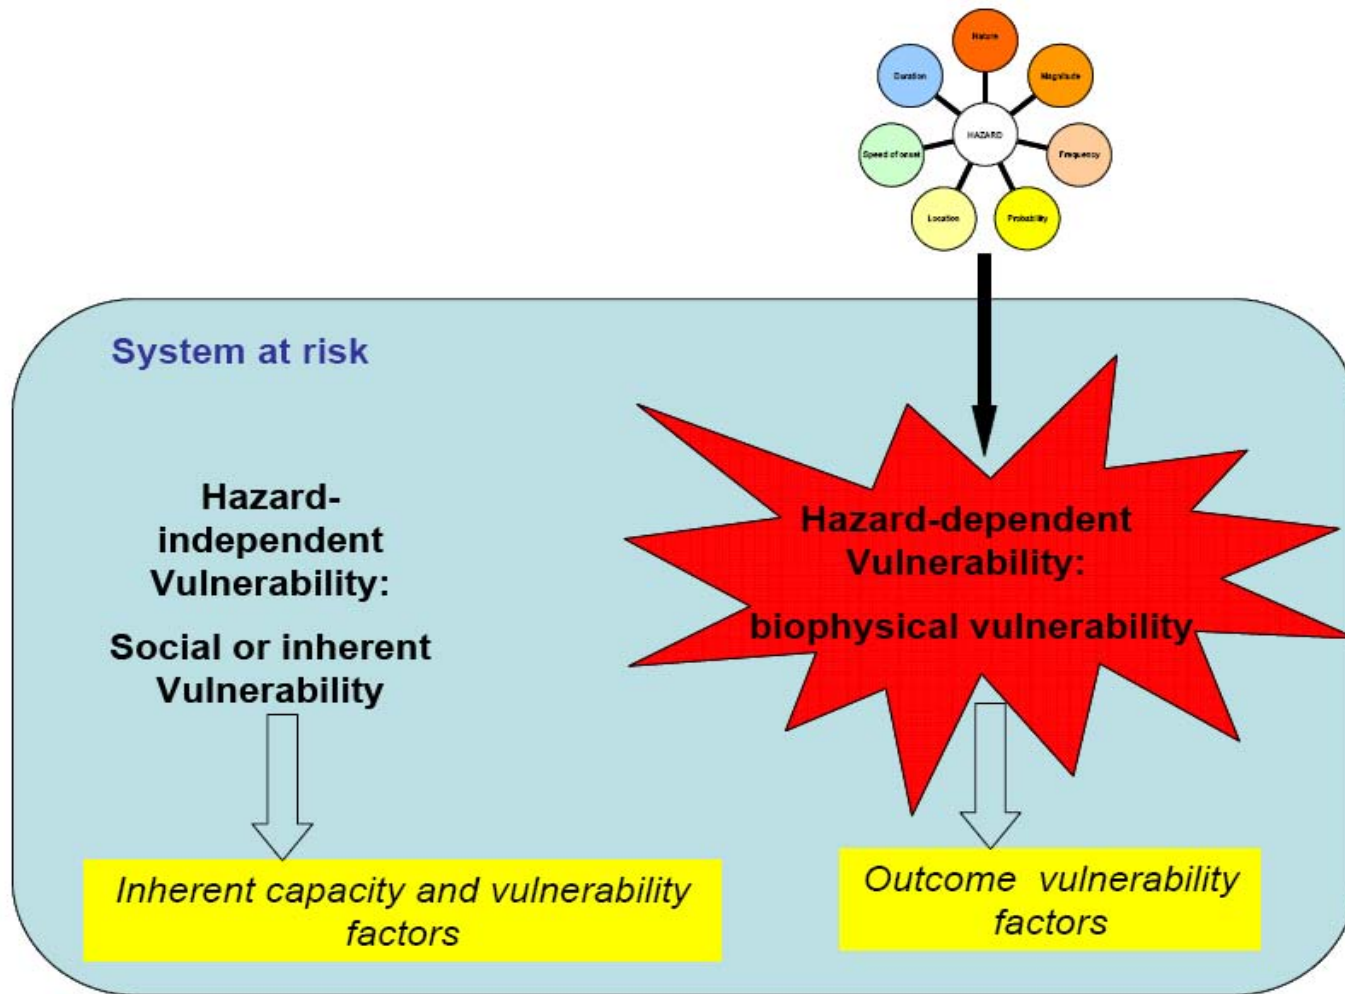 Nature
Duration
Magnitude
HAZARD
Speed of onset
Frequency
Location
Probability
System at risk
Hazard-
independent
Vulnerability:
Social or inherent
Vulnerability
Hazard-dependent
Vulnerability:
biophysical vulnerability
Inherent capacity and vulnerability
factors
Outcome vulnerability
factors